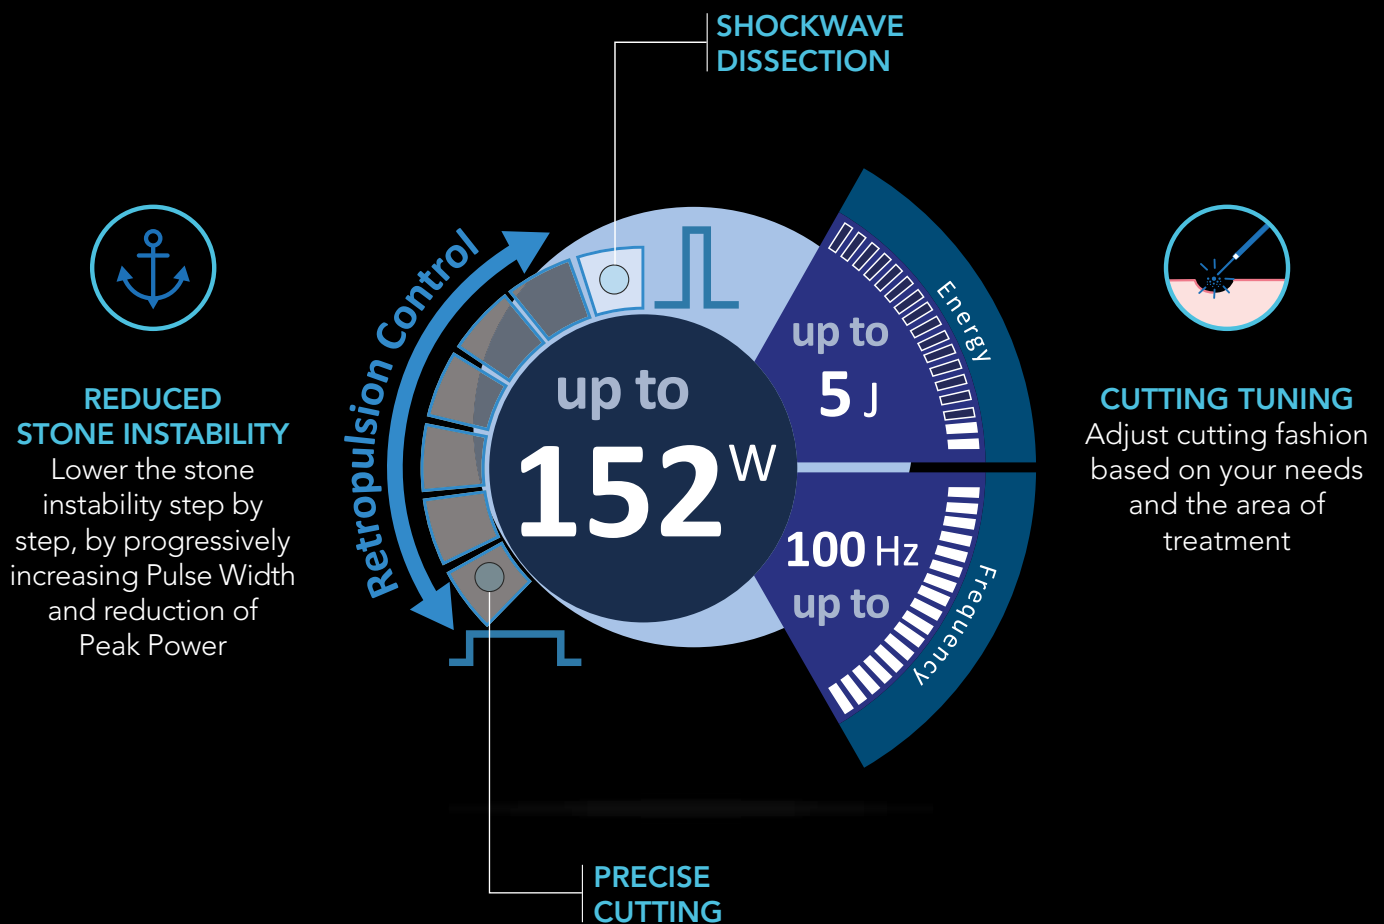 SHOCKWAVE
DISSECTION
Retropulsion Control
REDUCED
STONE INSTABILITY
Lower the stone
instability step by
step, by progressively
increasing Pulse Width
and reduction of
Peak Power
up to
152 W
up to
5 J
Energy
100 Hz
up to
Frequency
CUTTING TUNING
Adjust cutting fashion
based on your needs
and the area of
treatment
PRECISE
CUTTING